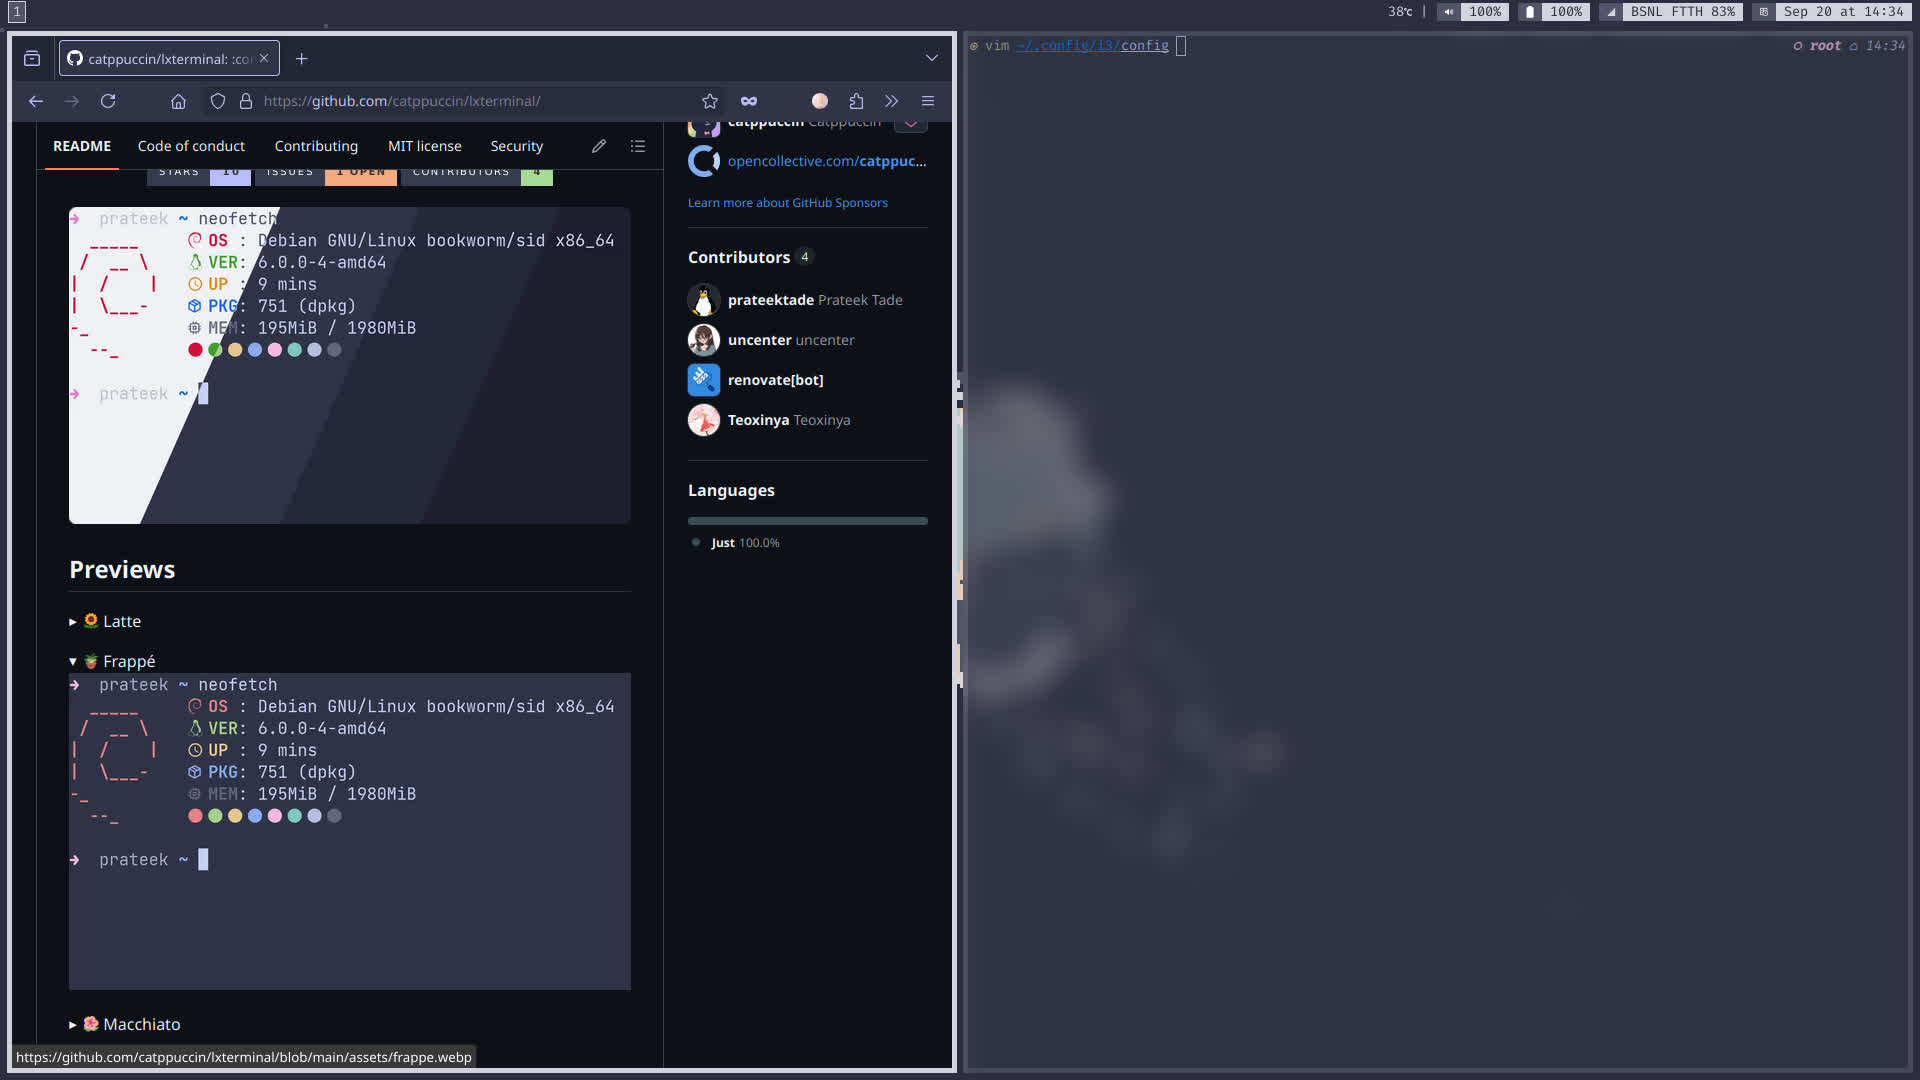 1
38℃ | 100% 100% BSNL FTTH 83% Sep 20 at 14:34
catppuccin/lxterminal: :co
https://github.com/catppuccin/lxterminal/
README Code of conduct Contributing MIT license Security
STARS 10 ISSUES 1 OPEN CONTRIBUTORS 4
➜ prateek ~ neofetch
OS : Debian GNU/Linux bookworm/sid x86_64
VER: 6.0.0-4-amd64
UP : 9 mins
PKG: 751 (dpkg)
MEM: 195MiB / 1980MiB
➜ prateek ~
Previews
▸ 🌻 Latte
▾ 🪴 Frappé
➜ prateek ~ neofetch
OS : Debian GNU/Linux bookworm/sid x86_64
VER: 6.0.0-4-amd64
UP : 9 mins
PKG: 751 (dpkg)
MEM: 195MiB / 1980MiB
➜ prateek ~
▸ 🌺 Macchiato
https://github.com/catppuccin/lxterminal/blob/main/assets/frappe.webp
catppuccin Catppuccin
opencollective.com/catppuc...
Learn more about GitHub Sponsors
Contributors 4
prateektade Prateek Tade
uncenter uncenter
renovate[bot]
Teoxinya Teoxinya
Languages
Just 100.0%
vim ~/.config/i3/config
root 14:34